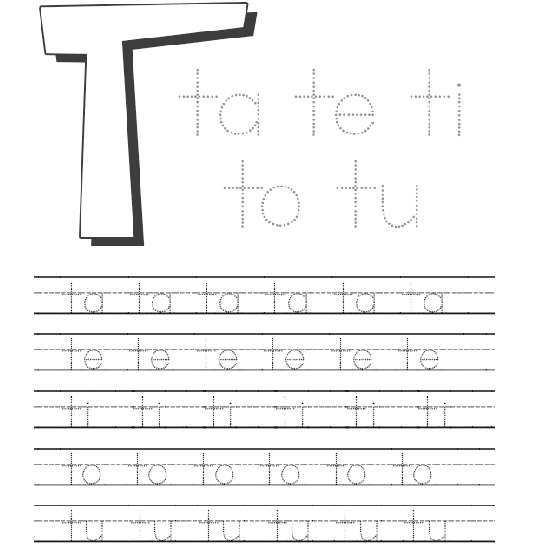 T
ta te ti
to tu
ta ta ta ta ta ta
te te te te te te
ti ti ti ti ti ti
to to to to to to
tu tu tu tu tu tu